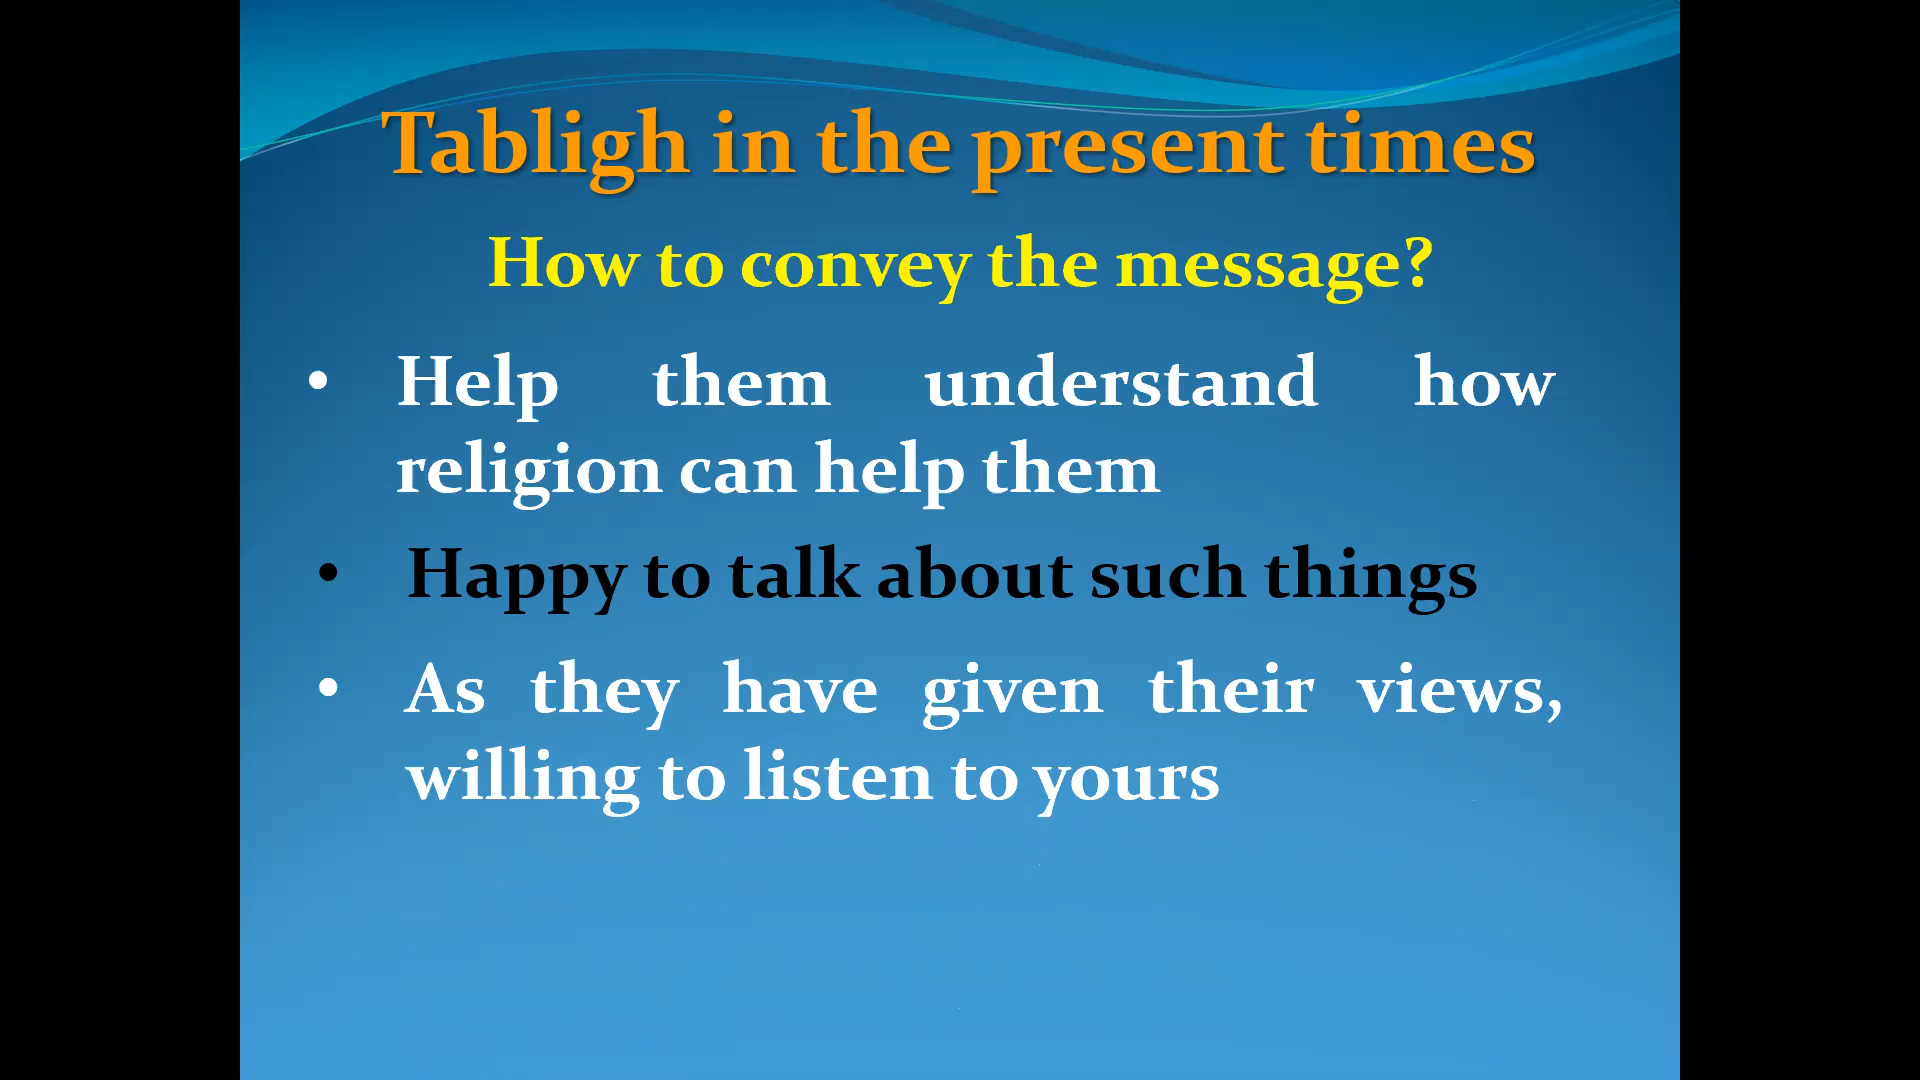 Tabligh in the present times
How to convey the message?
• Help them understand how
religion can help them
• Happy to talk about such things
• As they have given their views,
willing to listen to yours